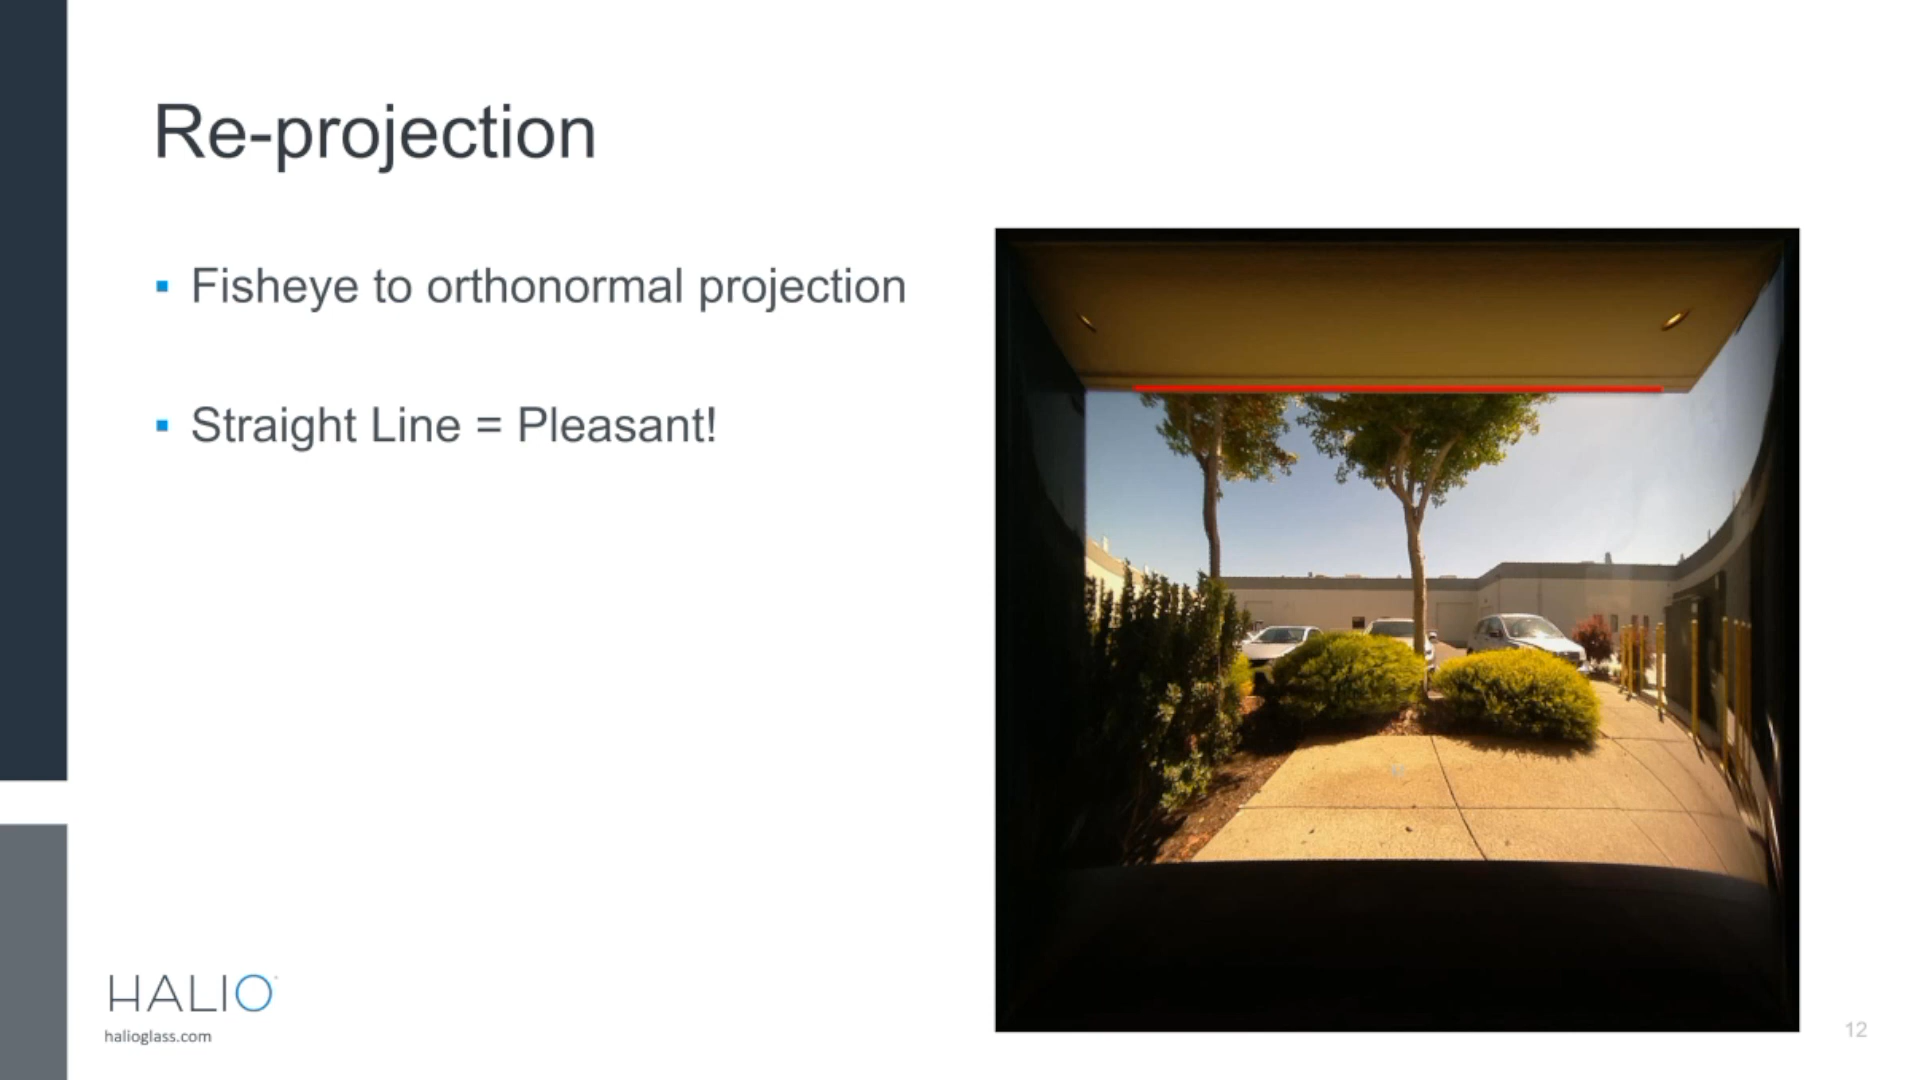 Re-projection
▪ Fisheye to orthonormal projection
▪ Straight Line = Pleasant!
HALIO
halioglass.com
12